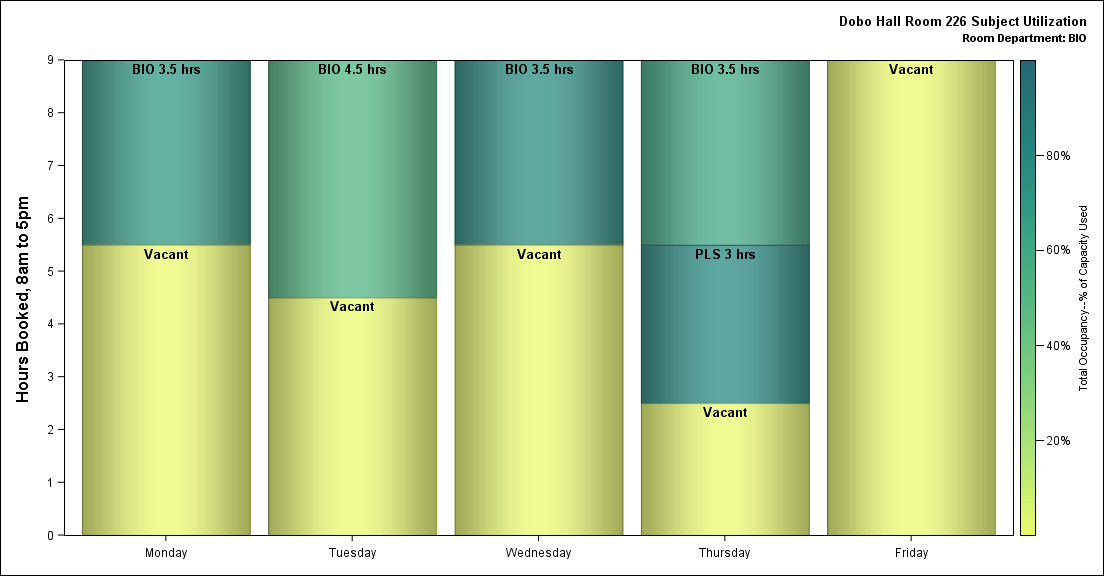 Dobo Hall Room 226 Subject Utilization
Room Department: BIO
Hours Booked, 8am to 5pm
9
8
7
6
5
4
3
2
1
0
BIO 3.5 hrs
Vacant
BIO 4.5 hrs
Vacant
BIO 3.5 hrs
Vacant
BIO 3.5 hrs
PLS 3 hrs
Vacant
Vacant
Monday
Tuesday
Wednesday
Thursday
Friday
80%
60%
40%
20%
Total Occupancy--% of Capacity Used